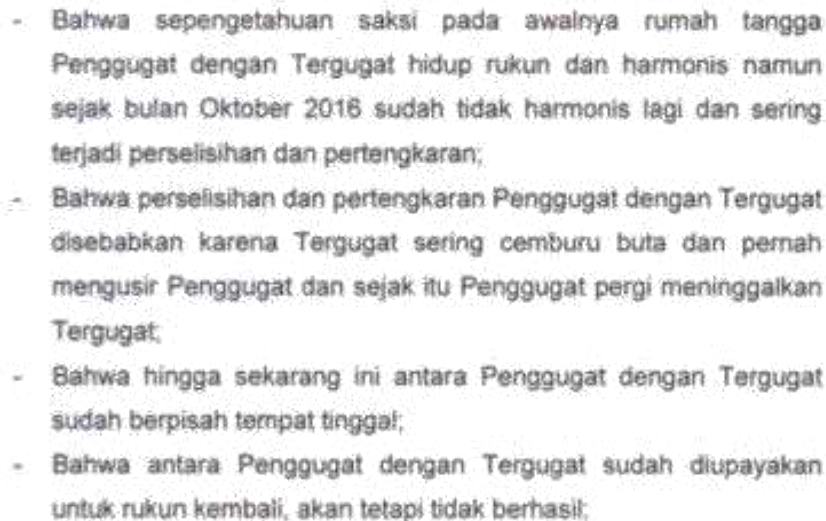 - Bahwa sepengetahuan saksi pada awalnya rumah tangga
Penggugat dengan Tergugat hidup rukun dan harmonis namun
sejak bulan Oktober 2016 sudah tidak harmonis lagi dan sering
terjadi perselisihan dan pertengkaran;
- Bahwa perselisihan dan pertengkaran Penggugat dengan Tergugat
disebabkan karena Tergugat sering cemburu buta dan pernah
mengusir Penggugat dan sejak itu Penggugat pergi meninggalkan
Tergugat;
- Bahwa hingga sekarang ini antara Penggugat dengan Tergugat
sudah berpisah tempat tinggal;
- Bahwa antara Penggugat dengan Tergugat sudah diupayakan
untuk rukun kembali, akan tetapi tidak berhasil;